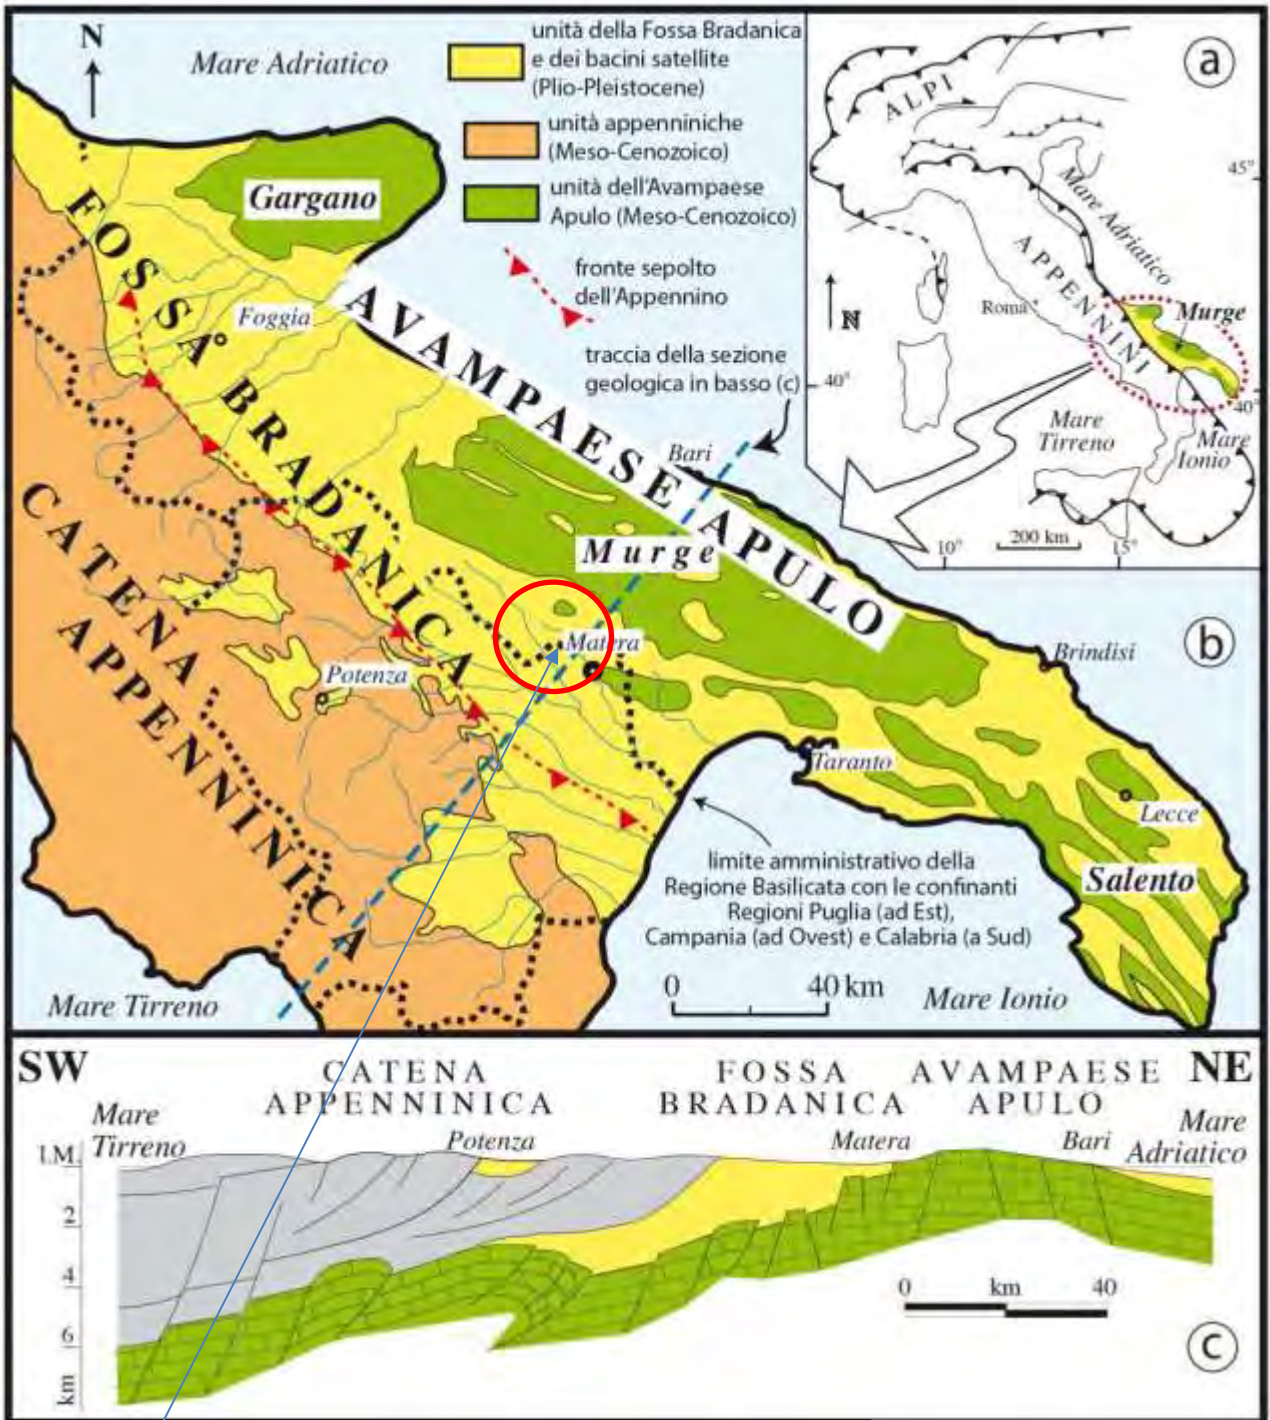 N
Mare Adriatico
unità della Fossa Bradanica
e dei bacini satellite
(Plio-Pleistocene)
unità appenniniche
(Meso-Cenozoico)
unità dell'Avampaese
Apulo (Meso-Cenozoico)
fronte sepolto
dell'Appennino
traccia della sezione
geologica in basso (c)
a
ALPI
45°
Mare Adriatico
APPENNINI
N
Roma
Murge
40°
40°
Mare
Tirreno
Mare
Ionio
200 km
10°
15°
Gargano
FOSSA BRADANICA
Foggia
AVAMPAESE APULO
Bari
Murge
b
CATENA
APPENNINICA
Matera
Potenza
Brindisi
Taranto
Lecce
Salento
limite amministrativo della
Regione Basilicata con le confinanti
Regioni Puglia (ad Est),
Campania (ad Ovest) e Calabria (a Sud)
0 40 km
Mare Tirreno
Mare Ionio
SW
CATENA
APPENNINICA
FOSSA
BRADANICA
AVAMPAESE
APULO
NE
Mare
Tirreno
Potenza
Matera
Bari
Mare
Adriatico
l.M.
2
4
6
km
0 km 40
c